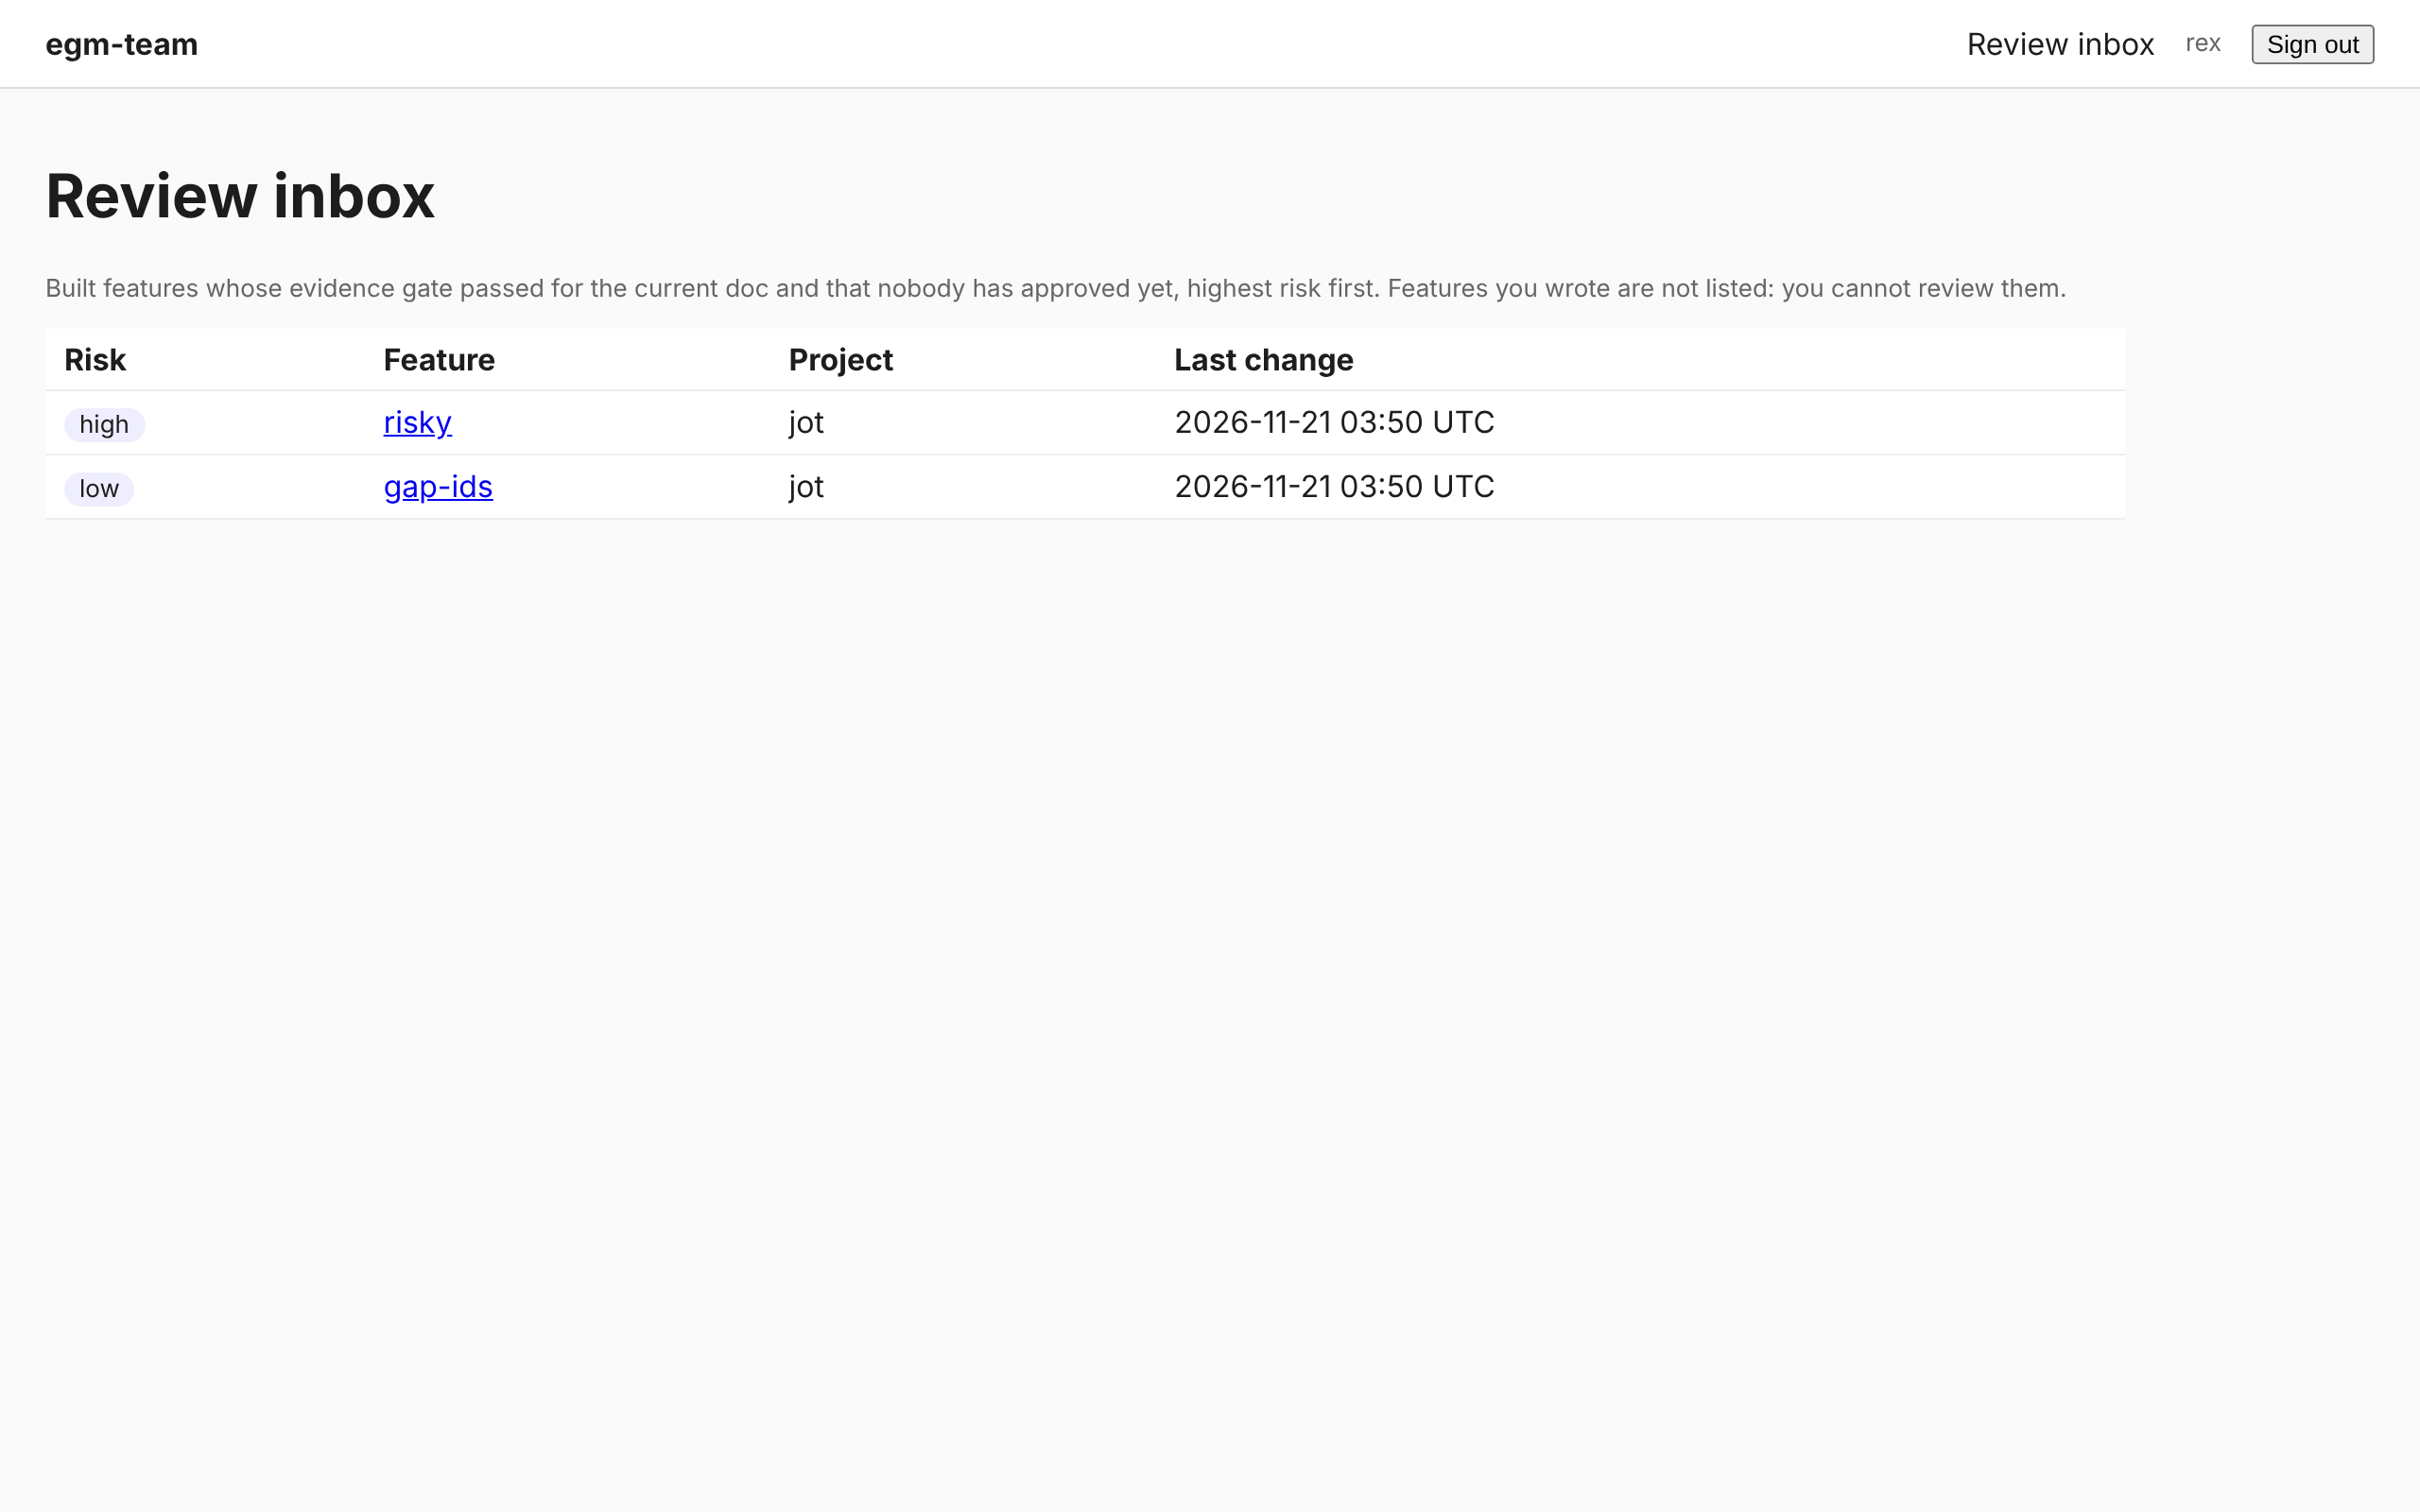 egm-team Review inbox rex Sign out
Review inbox
Built features whose evidence gate passed for the current doc and that nobody has approved yet, highest risk first. Features you wrote are not listed: you cannot review them.
Risk Feature Project Last change
high risky jot 2026-11-21 03:50 UTC
low gap-ids jot 2026-11-21 03:50 UTC